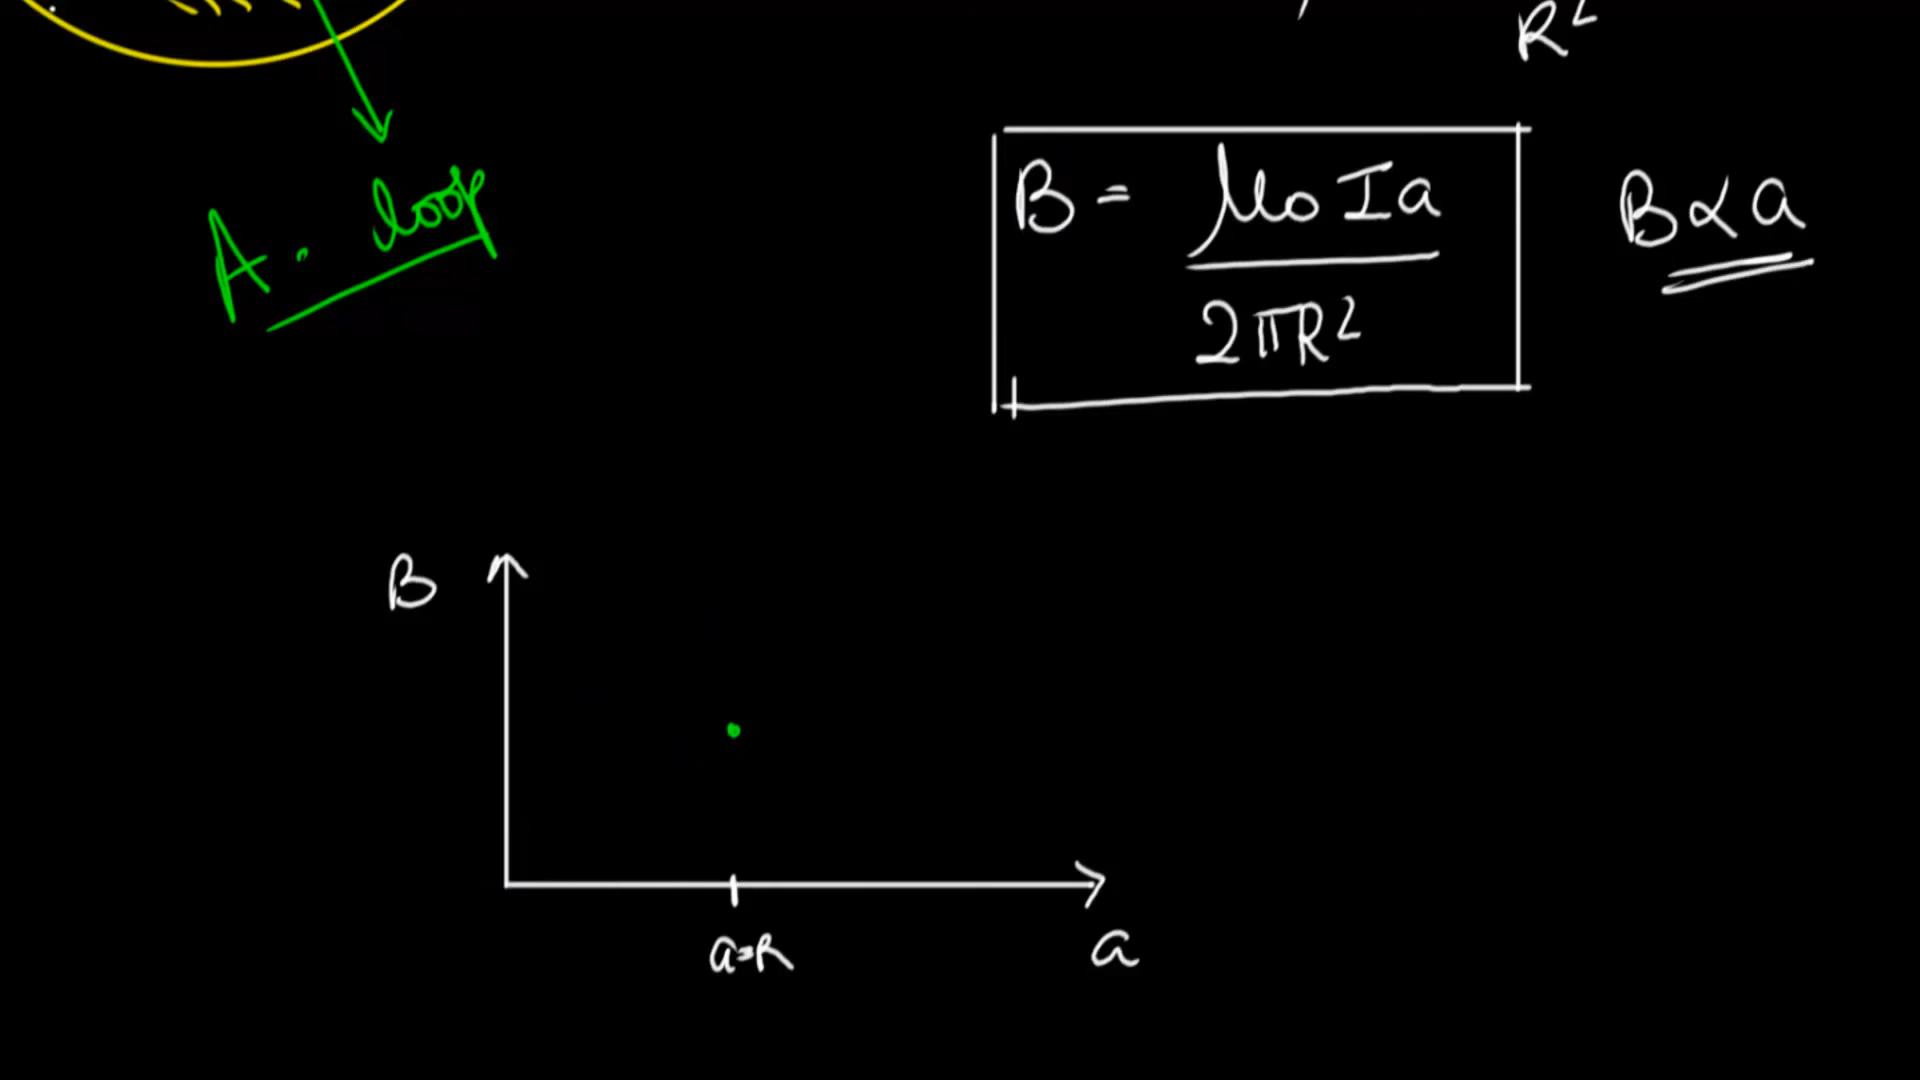 R²
A. loop
B = μ₀Ia / 2πR²
B ∝ a
B
a=R
a